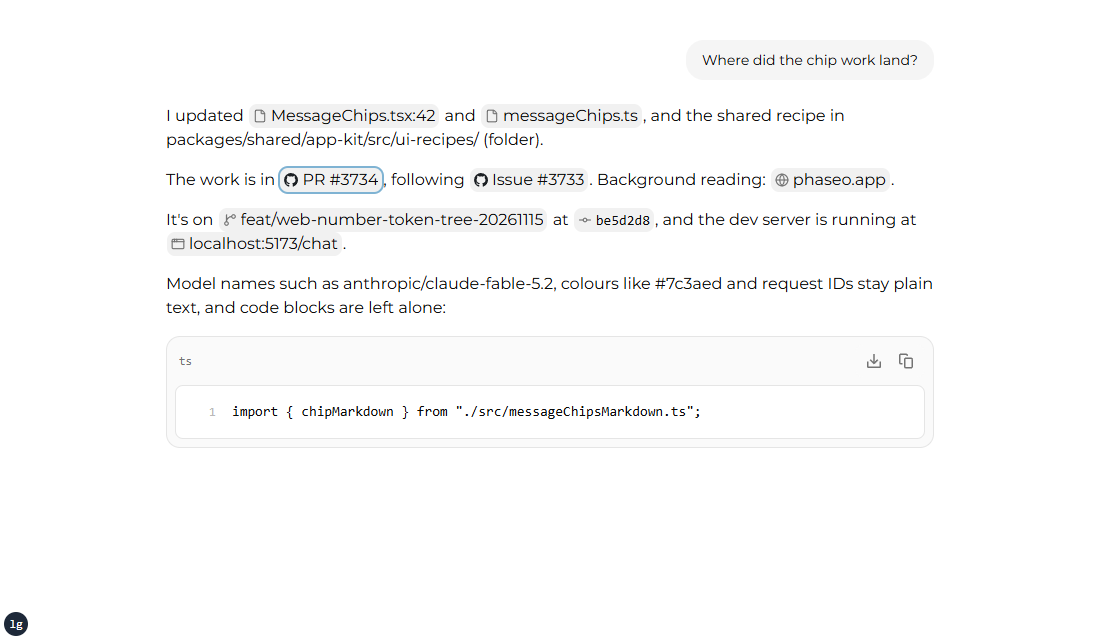 Where did the chip work land?
I updated MessageChips.tsx:42 and messageChips.ts, and the shared recipe in
packages/shared/app-kit/src/ui-recipes/ (folder).
The work is in PR #3734, following Issue #3733. Background reading: phaseo.app.
It's on feat/web-number-token-tree-20261115 at be5d2d8, and the dev server is running at
localhost:5173/chat.
Model names such as anthropic/claude-fable-5.2, colours like #7c3aed and request IDs stay plain
text, and code blocks are left alone:
ts
1 import { chipMarkdown } from "./src/messageChipsMarkdown.ts";
lg